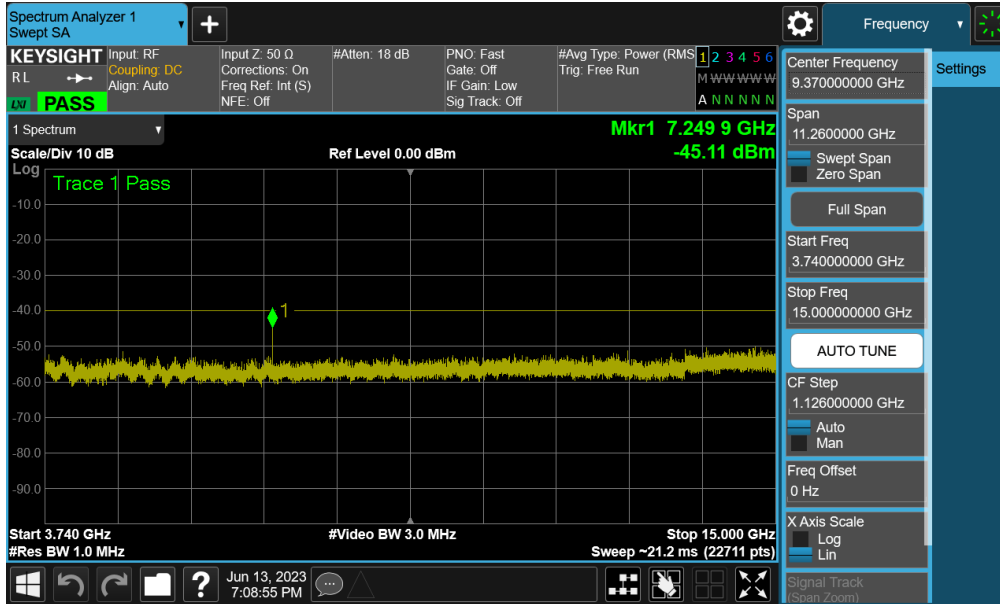 Spectrum Analyzer 1
Swept SA
+
Frequency
KEYSIGHT
RL
LXI
PASS
Input: RF
Coupling: DC
Align: Auto
Input Z: 50 Ω
Corrections: On
Freq Ref: Int (S)
NFE: Off
#Atten: 18 dB
PNO: Fast
Gate: Off
IF Gain: Low
Sig Track: Off
#Avg Type: Power (RMS
Trig: Free Run
1 2 3 4 5 6
M W W W W W
A N N N N N
1 Spectrum
Scale/Div 10 dB
Ref Level 0.00 dBm
Mkr1 7.249 9 GHz
-45.11 dBm
Log
Trace 1 Pass
-10.0
-20.0
-30.0
-40.0
1
-50.0
-60.0
-70.0
-80.0
-90.0
Start 3.740 GHz
#Res BW 1.0 MHz
#Video BW 3.0 MHz
Stop 15.000 GHz
Sweep ~21.2 ms (22711 pts)
?
Jun 13, 2023
7:08:55 PM
Center Frequency
9.370000000 GHz
Span
11.2600000 GHz
Swept Span
Zero Span
Full Span
Start Freq
3.740000000 GHz
Stop Freq
15.000000000 GHz
AUTO TUNE
CF Step
1.126000000 GHz
Auto
Man
Freq Offset
0 Hz
X Axis Scale
Log
Lin
Signal Track
(Span Zoom)
Settings